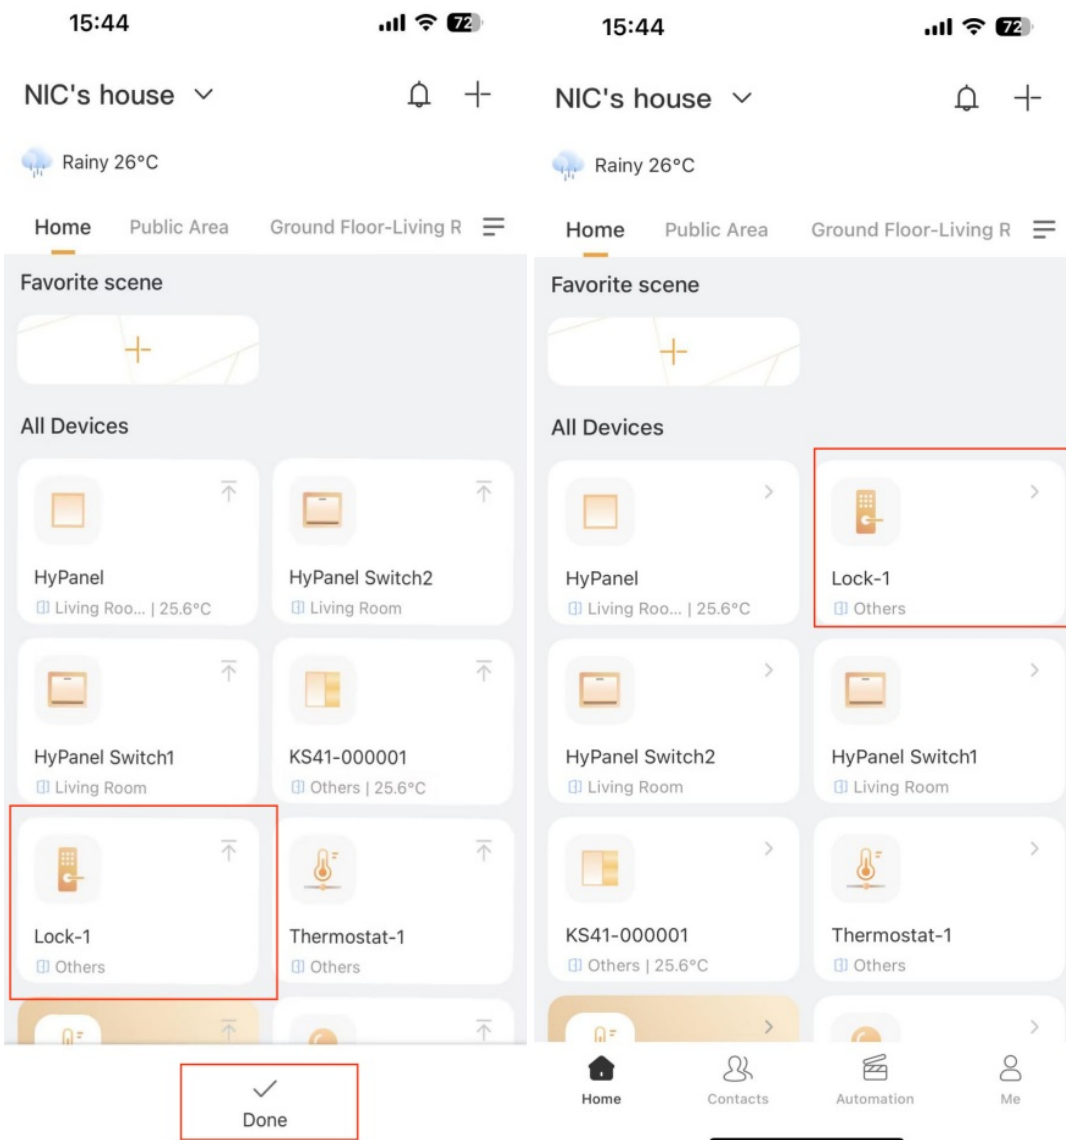 15:44
72
NIC's house
Rainy 26°C
Home Public Area Ground Floor-Living R
Favorite scene
All Devices
HyPanel
Living Roo... | 25.6°C
HyPanel Switch2
Living Room
HyPanel Switch1
Living Room
KS41-000001
Others | 25.6°C
Lock-1
Others
Thermostat-1
Others
Done
15:44
72
NIC's house
Rainy 26°C
Home Public Area Ground Floor-Living R
Favorite scene
All Devices
HyPanel
Living Roo... | 25.6°C
Lock-1
Others
HyPanel Switch2
Living Room
HyPanel Switch1
Living Room
KS41-000001
Others | 25.6°C
Thermostat-1
Others
Home Contacts Automation Me